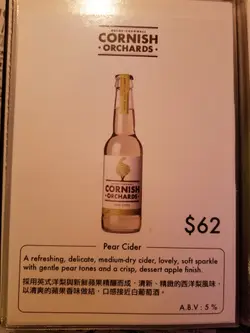 CORNISH
• ORCHARDS •
CORNISH
ORCHARDS
$62
Pear Cider
A refreshing, delicate, medium-dry cider, lovely, soft sparkle
with gentle pear tones and a crisp, dessert apple finish.
採用英式洋梨與新鮮蘋果精釀而成，清新、精緻的西洋梨風味，
以清爽的蘋果香味做結，口感接近白葡萄酒。
A.B.V : 5 %